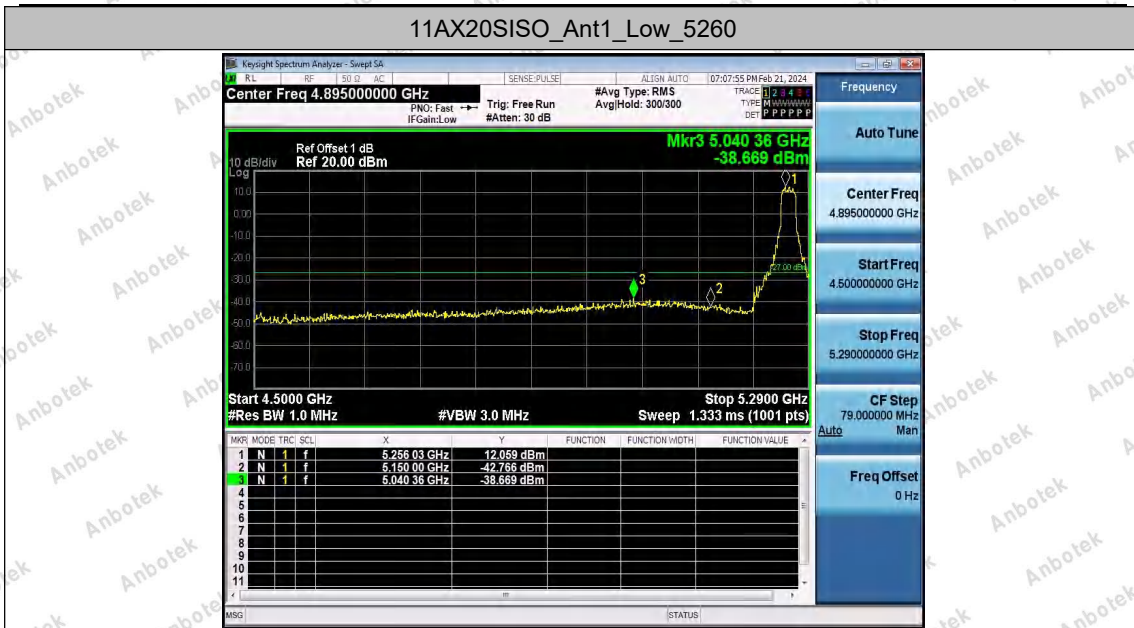 11AX20SISO_Ant1_Low_5260
Keysight Spectrum Analyzer - Swept SA
RL RF 50 Ω AC SENSE:PULSE ALIGN AUTO 07:07:55 PM Feb 21, 2024
Center Freq 4.895000000 GHz
PNO: Fast
IFGain:Low
Trig: Free Run
#Atten: 30 dB
#Avg Type: RMS
Avg|Hold: 300/300
TRACE 1 2 3 4 5 6
TYPE M W W W W W
DET P P P P P P
Ref Offset 1 dB
10 dB/div Ref 20.00 dBm
Log
Mkr3 5.040 36 GHz
-38.669 dBm
10.0
0.00
-10.0
-20.0
-30.0
-40.0
-50.0
-60.0
-70.0
1
2
3
-27.00 dBm
Start 4.5000 GHz Stop 5.2900 GHz
#Res BW 1.0 MHz #VBW 3.0 MHz Sweep 1.333 ms (1001 pts)
MKR MODE TRC SCL X Y FUNCTION FUNCTION WIDTH FUNCTION VALUE
1 N 1 f 5.256 03 GHz 12.059 dBm
2 N 1 f 5.150 00 GHz -42.766 dBm
3 N 1 f 5.040 36 GHz -38.669 dBm
4
5
6
7
8
9
10
11
MSG STATUS
Frequency
Auto Tune
Center Freq
4.895000000 GHz
Start Freq
4.500000000 GHz
Stop Freq
5.290000000 GHz
CF Step
79.000000 MHz
Auto Man
Freq Offset
0 Hz
Anbotek